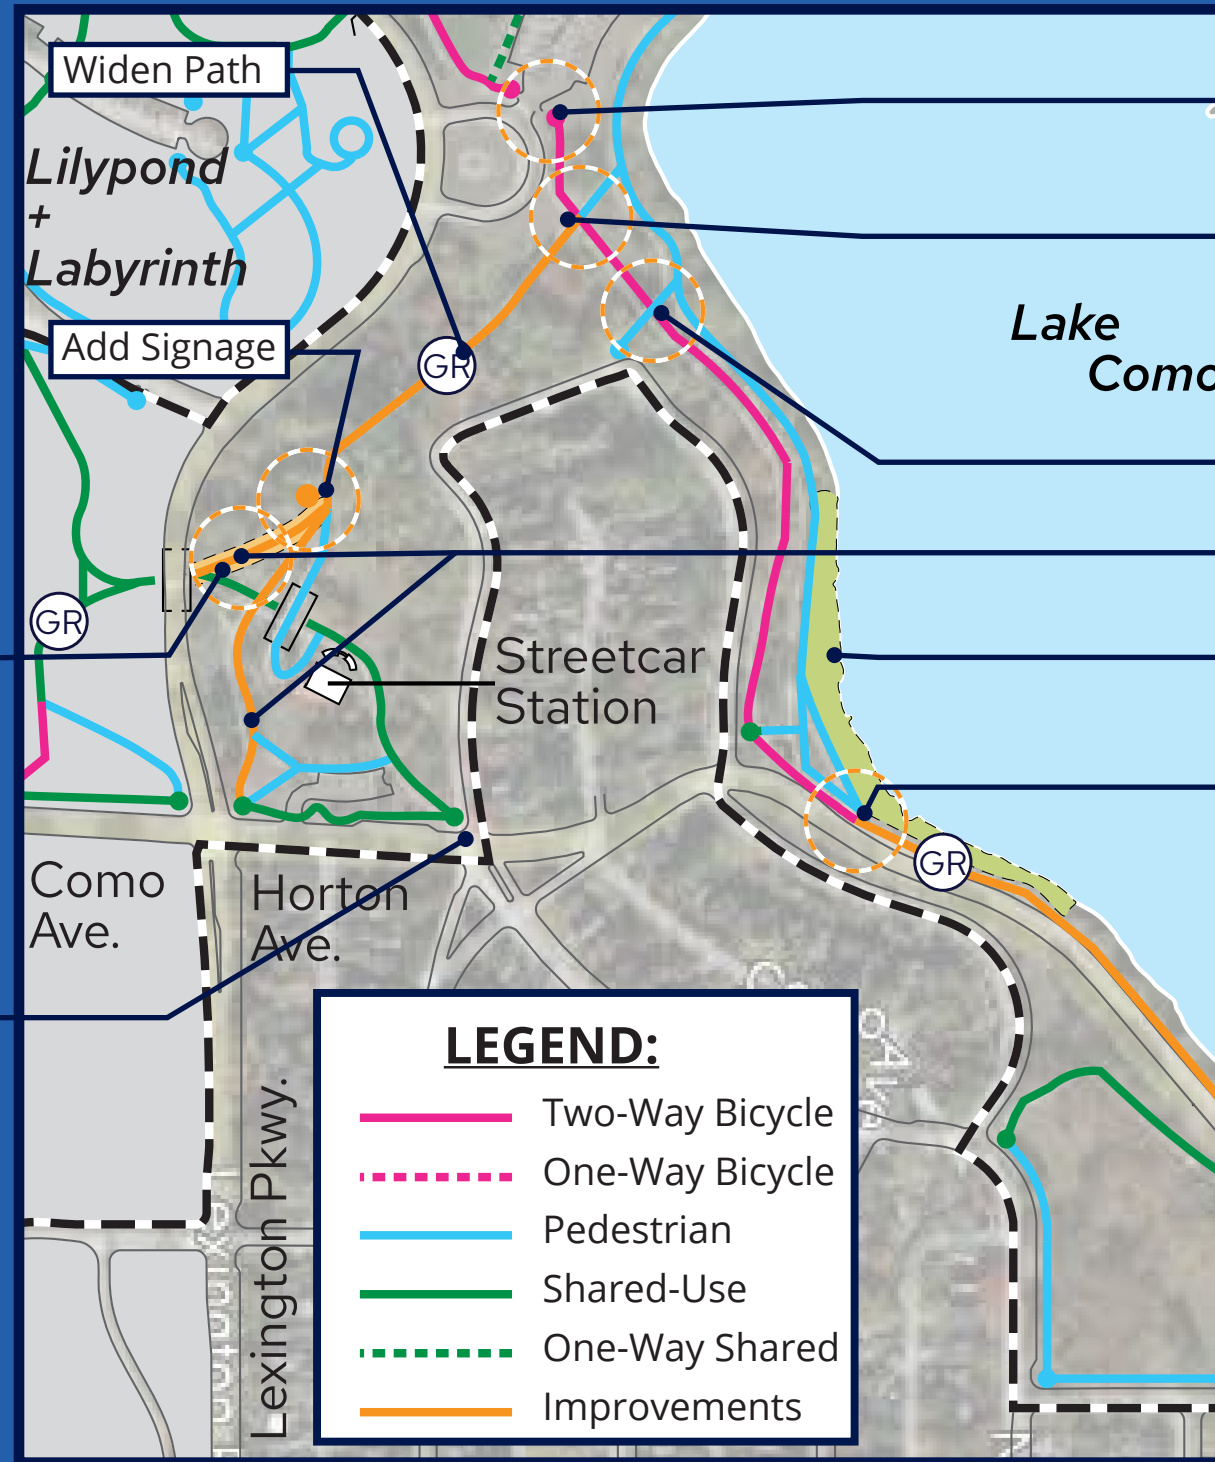 Widen Path
Lilypond
+
Labyrinth
Add Signage
GR
Lake
Como
GR
Streetcar
Station
GR
Como
Ave.
Horton
Ave.
Lexington Pkwy.
LEGEND:
Two-Way Bicycle
One-Way Bicycle
Pedestrian
Shared-Use
One-Way Shared
Improvements